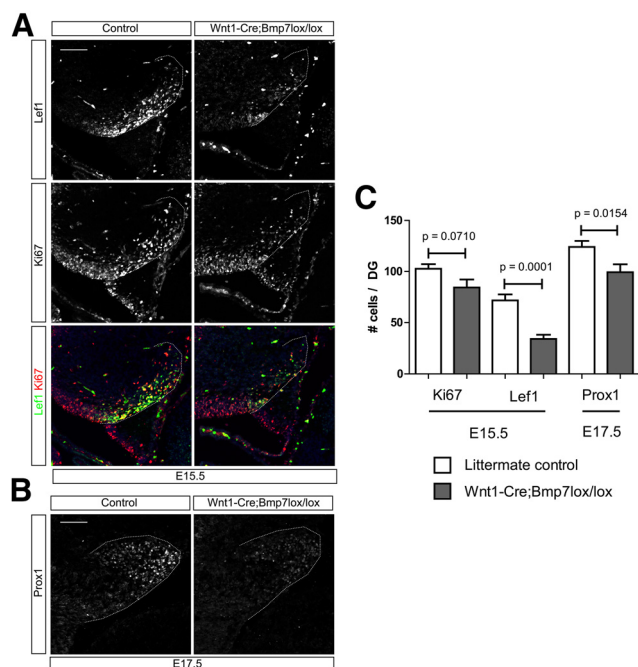 A
Control
Wnt1-Cre;Bmp7lox/lox
Lef1
Ki67
Lef1 Ki67
E15.5
B
Control
Wnt1-Cre;Bmp7lox/lox
Prox1
E17.5
C
# cells / DG
150
100
50
0
p = 0.0710
p = 0.0001
p = 0.0154
Ki67
Lef1
Prox1
E15.5
E17.5
Littermate control
Wnt1-Cre;Bmp7lox/lox